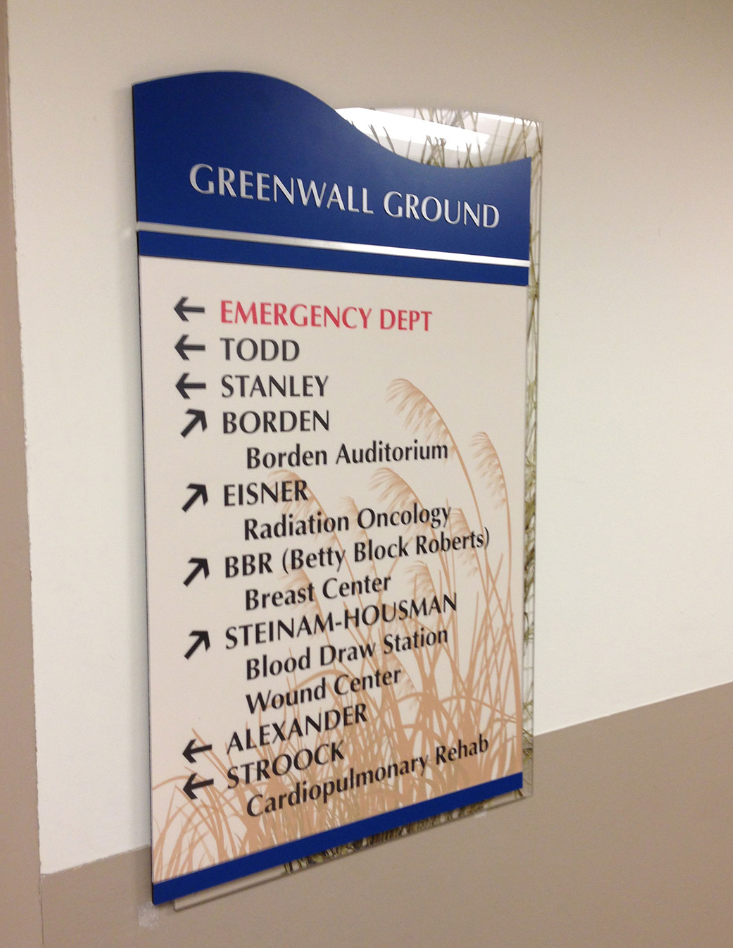 GREENWALL GROUND
← EMERGENCY DEPT
← TODD
← STANLEY
↗ BORDEN
Borden Auditorium
↗ EISNER
Radiation Oncology
↗ BBR (Betty Block Roberts)
Breast Center
↗ STEINAM-HOUSMAN
Blood Draw Station
Wound Center
← ALEXANDER
← STROOCK
Cardiopulmonary Rehab